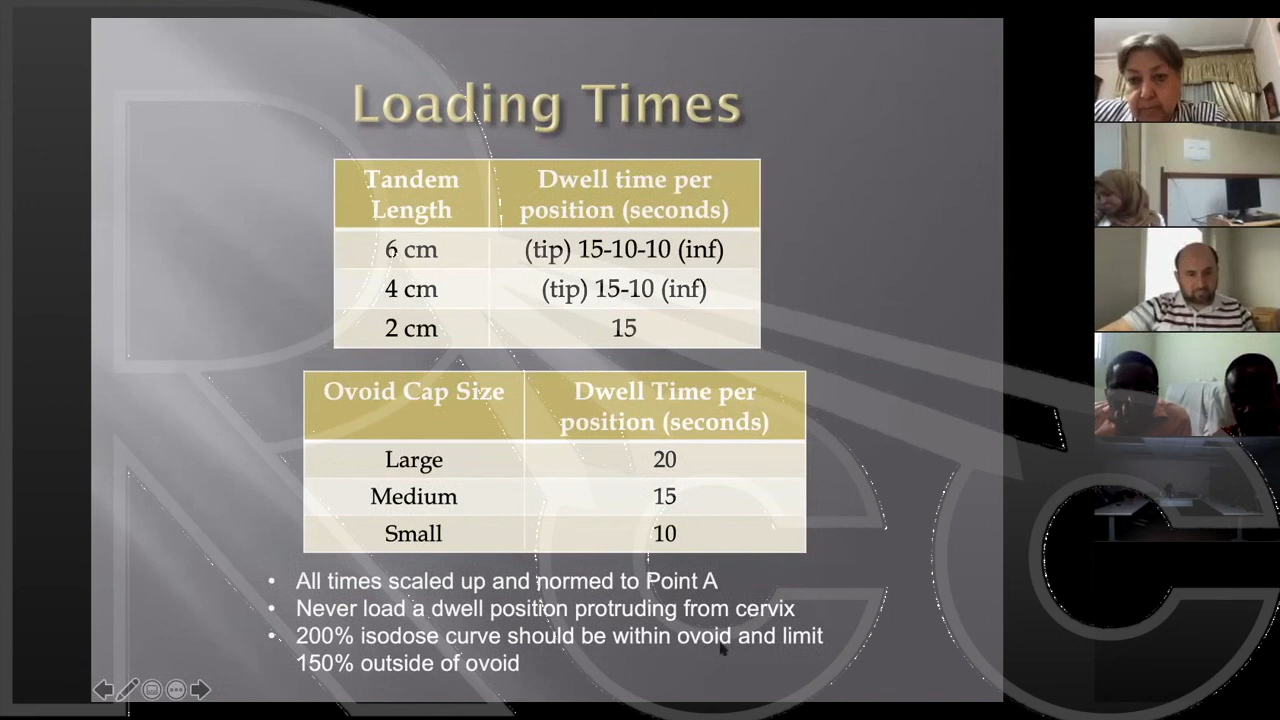 Loading Times
Tandem Length
Dwell time per position (seconds)
6 cm
(tip) 15-10-10 (inf)
4 cm
(tip) 15-10 (inf)
2 cm
15
Ovoid Cap Size
Dwell Time per position (seconds)
Large
20
Medium
15
Small
10
• All times scaled up and normed to Point A
• Never load a dwell position protruding from cervix
• 200% isodose curve should be within ovoid and limit
150% outside of ovoid
RCC